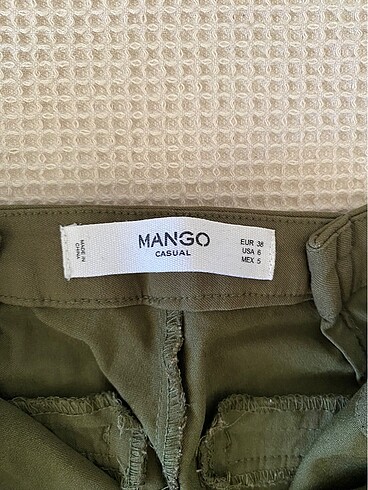 MANGO
CASUAL
EUR 38
USA 6
MEX 5
MADE IN
CHINA